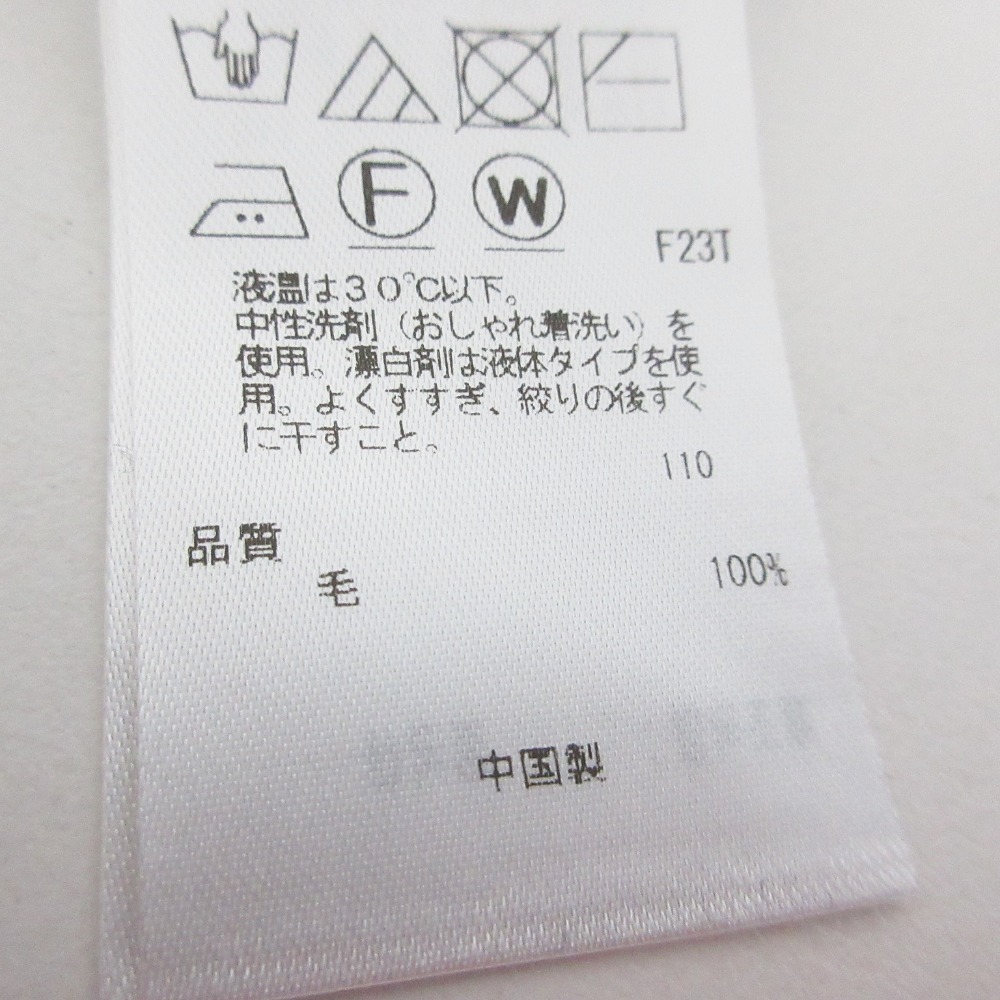 F
W
F23T
液温は30℃以下。
中性洗剤（おしゃれ着洗い）を
使用。漂白剤は液体タイプを使
用。よくすすぎ、絞りの後すぐ
に干すこと。
110
品質
毛 100%
中国製